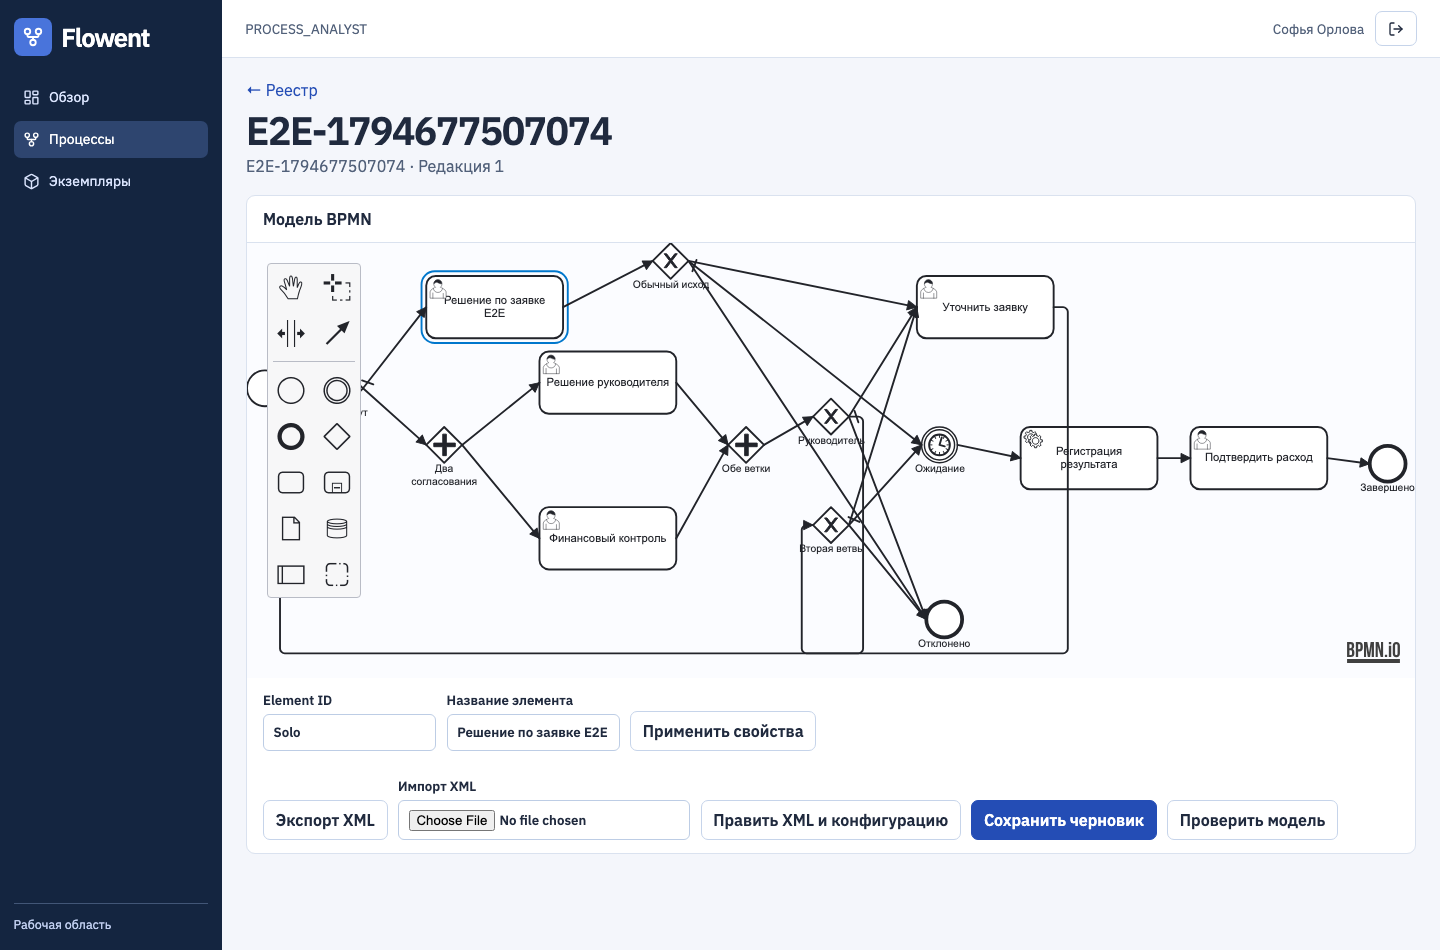 Flowent
PROCESS_ANALYST
Софья Орлова
Обзор
Процессы
Экземпляры
Рабочая область
← Реестр
E2E-1794677507074
E2E-1794677507074 · Редакция 1
Модель BPMN
Обычный исход
Решение по заявке
E2E
Уточнить заявку
Решение руководителя
Руководитель
Два
согласования
Обе ветки
Ожидание
Регистрация
результата
Подтвердить расход
Завершено
Финансовый контроль
Вторая ветвь
Отклонено
BPMN.iO
Element ID
Название элемента
Solo
Решение по заявке E2E
Применить свойства
Импорт XML
Экспорт XML
Choose File No file chosen
Править XML и конфигурацию
Сохранить черновик
Проверить модель